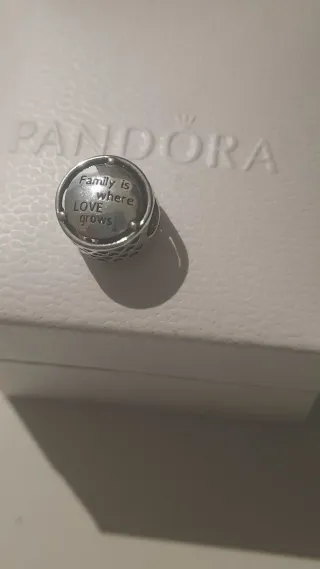 PANDORA
Family is
where
LOVE
grows